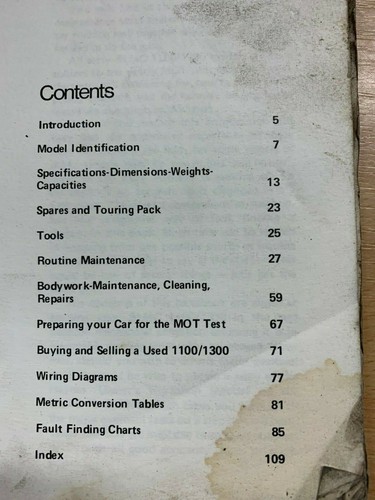 Contents
Introduction 5
Model Identification 7
Specifications-Dimensions-Weights-
Capacities 13
Spares and Touring Pack 23
Tools 25
Routine Maintenance 27
Bodywork-Maintenance, Cleaning,
Repairs 59
Preparing your Car for the MOT Test 67
Buying and Selling a Used 1100/1300 71
Wiring Diagrams 77
Metric Conversion Tables 81
Fault Finding Charts 85
Index 109